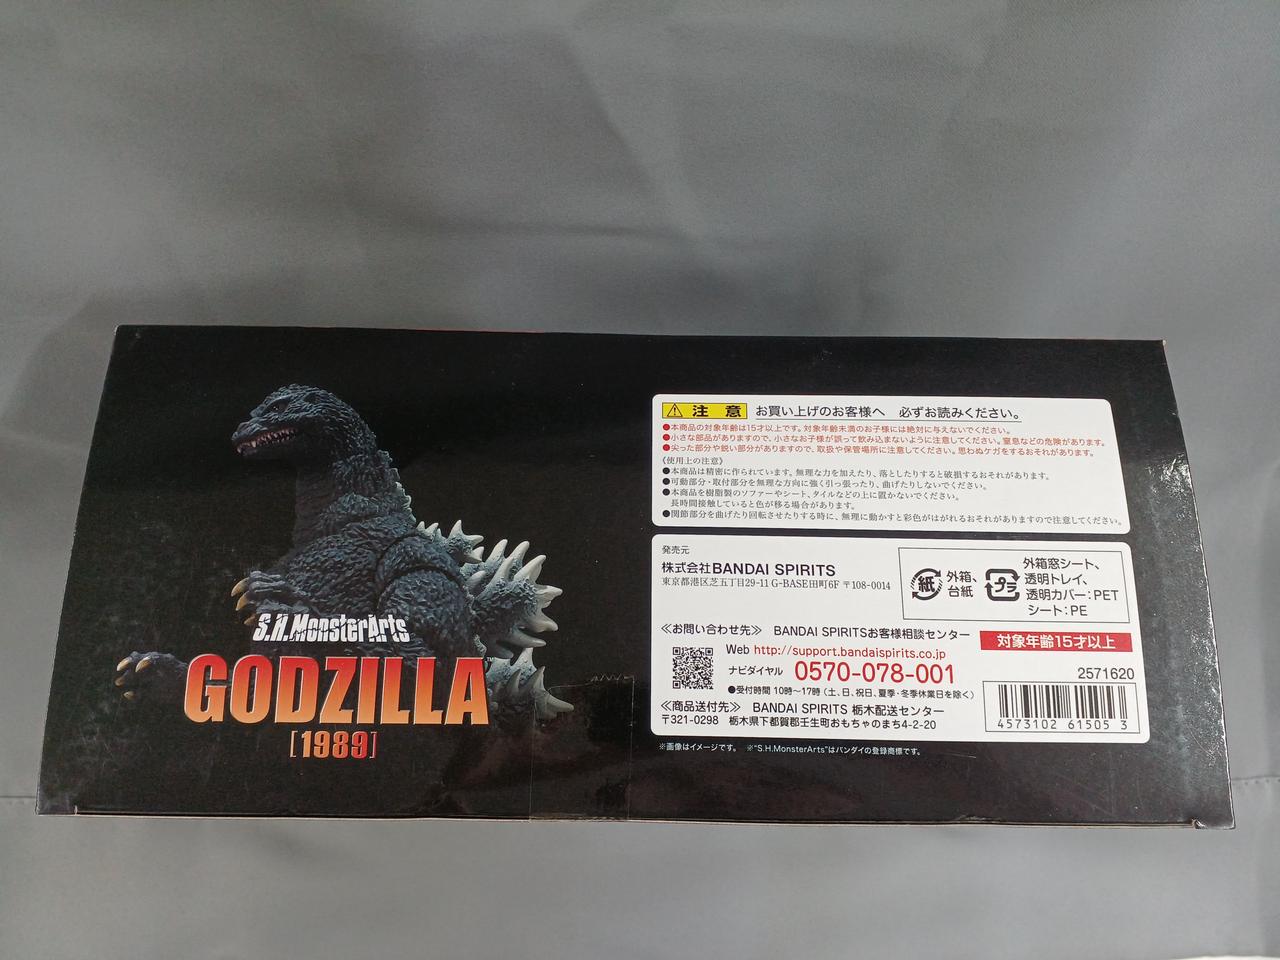 S.H.MonsterArts
GODZILLA
[1989]
注意 お買い上げのお客様へ 必ずお読みください。
●本商品の対象年齢は15才以上です。対象年齢未満のお子様には絶対に与えないでください。
●小さな部品がありますので、小さなお子様が誤って飲み込まないように注意してください。窒息などの危険があります。
●尖った部分や鋭い部分がありますので、取扱や保管場所に注意してください。思わぬケガをするおそれがあります。
《使用上の注意》
●本商品は精密に作られています。無理な力を加えたり、落としたりすると破損するおそれがあります。
●可動部分・取付部分を無理な方向に強く引っ張ったり、曲げたりしないでください。
●本商品を樹脂製のソファーやシート、タイルなどの上に置かないでください。
長時間接触していると色が移る場合があります。
●関節部分を曲げたり回転させたりする時に、無理に動かすと彩色がはがれるおそれがありますので注意してください。
発売元
株式会社BANDAI SPIRITS
東京都港区芝五丁目29-11 G-BASE田町6F 〒108-0014
紙 外箱、台紙
プラ 外箱窓シート、
透明トレイ、
透明カバー：PET
シート：PE
≪お問い合わせ先≫ BANDAI SPIRITSお客様相談センター
Web http://support.bandaispirits.co.jp
ナビダイヤル 0570-078-001
●受付時間 10時～17時（土、日、祝日、夏季・冬季休業日を除く）
≪商品送付先≫ BANDAI SPIRITS 栃木配送センター
〒321-0298 栃木県下都賀郡壬生町おもちゃのまち4-2-20
対象年齢15才以上
2571620
4573102 61505 3
※画像はイメージです。 ※“S.H.MonsterArts”はバンダイの登録商標です。